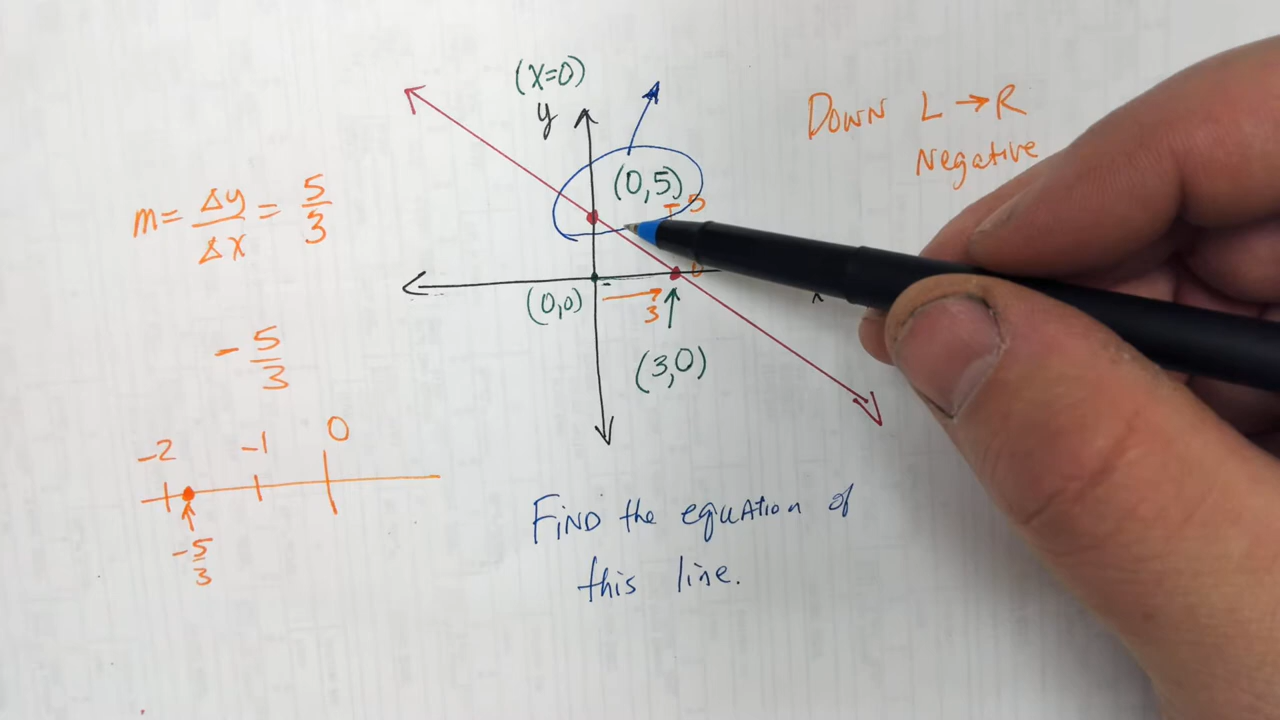 (X=0)
y
DOWN L → R
Negative
(0,5)
m = Δy/Δx = 5/3
(0,0)
3
(3,0)
- 5/3
-2 -1 0
- 5/3
FIND the equation of
this line.